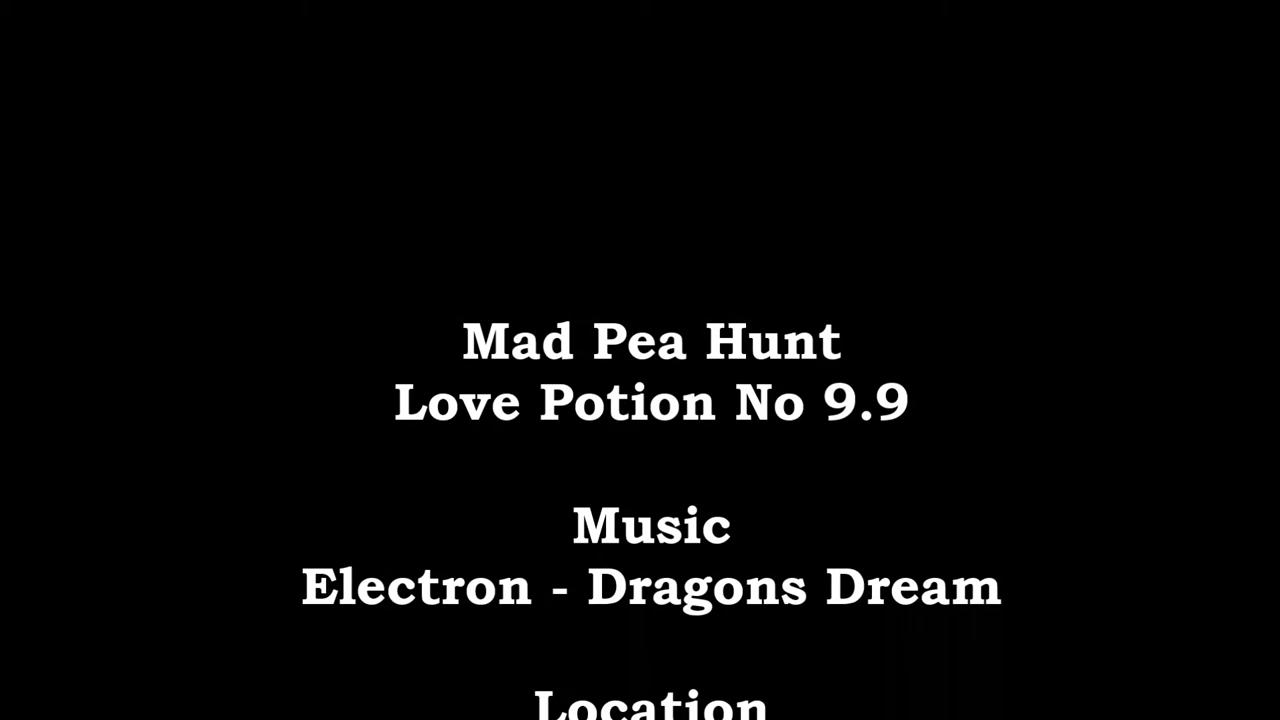 Mad Pea Hunt
Love Potion No 9.9
Music
Electron - Dragons Dream
Location